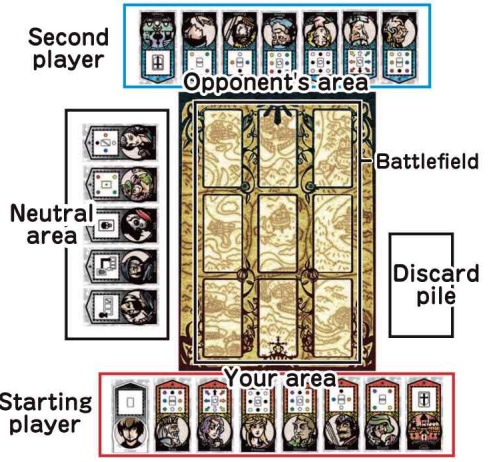 Second
player
Opponent's area
Battlefield
Neutral
area
Discard
pile
Your area
Starting
player